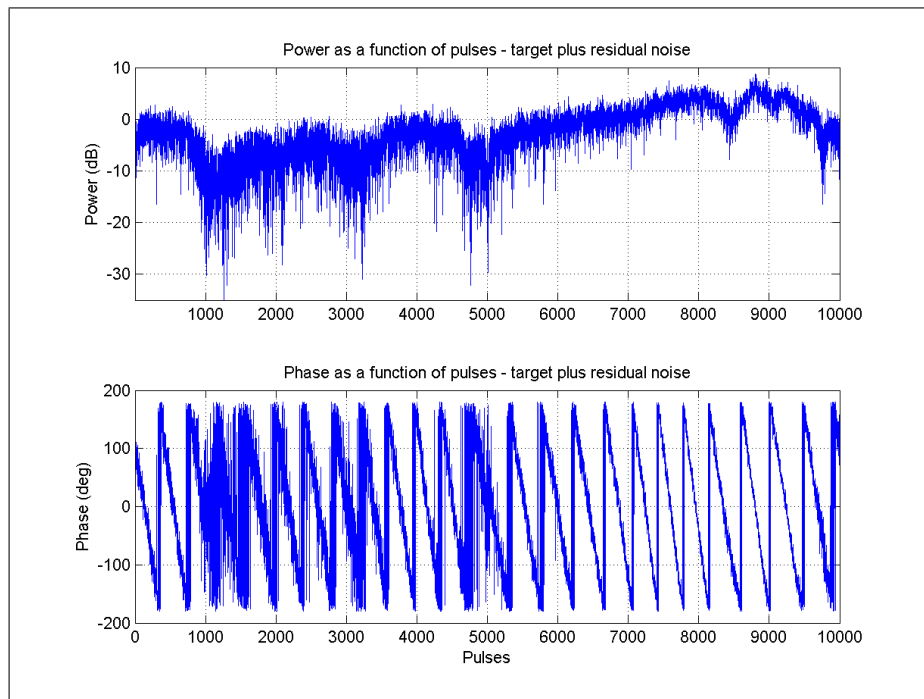 Power as a function of pulses - target plus residual noise
Power (dB)
10
0
-10
-20
-30
1000 2000 3000 4000 5000 6000 7000 8000 9000 10000
Phase as a function of pulses - target plus residual noise
Phase (deg)
200
100
0
-100
-200
0 1000 2000 3000 4000 5000 6000 7000 8000 9000 10000
Pulses